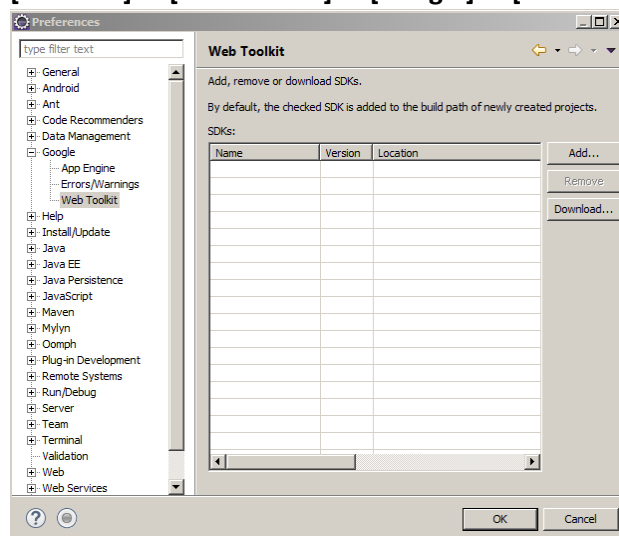 Preferences
type filter text
Web Toolkit
General
Android
Ant
Code Recommenders
Data Management
Google
App Engine
Errors/Warnings
Web Toolkit
Help
Install/Update
Java
Java EE
Java Persistence
JavaScript
Maven
Mylyn
Oomph
Plug-in Development
Remote Systems
Run/Debug
Server
Team
Terminal
Validation
Web
Web Services
Add, remove or download SDKs.
By default, the checked SDK is added to the build path of newly created projects.
SDKs:
Name Version Location
Add...
Remove
Download...
OK Cancel